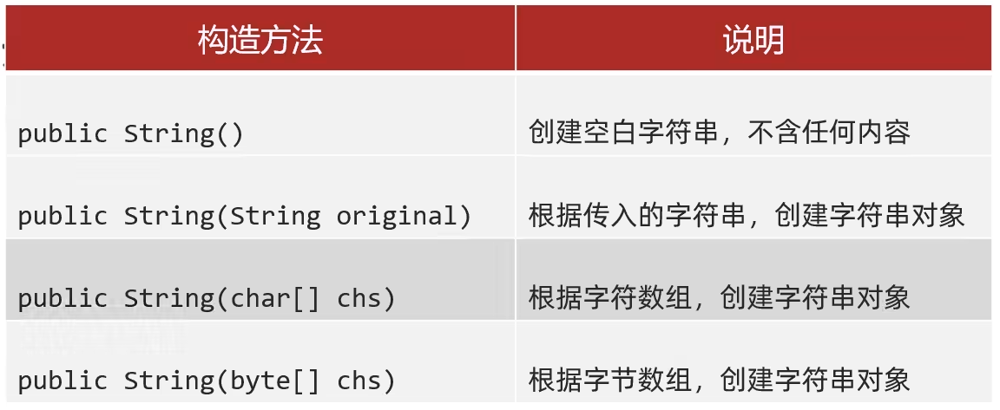 构造方法 说明
public String() 创建空白字符串，不含任何内容
public String(String original) 根据传入的字符串，创建字符串对象
public String(char[] chs) 根据字符数组，创建字符串对象
public String(byte[] chs) 根据字节数组，创建字符串对象